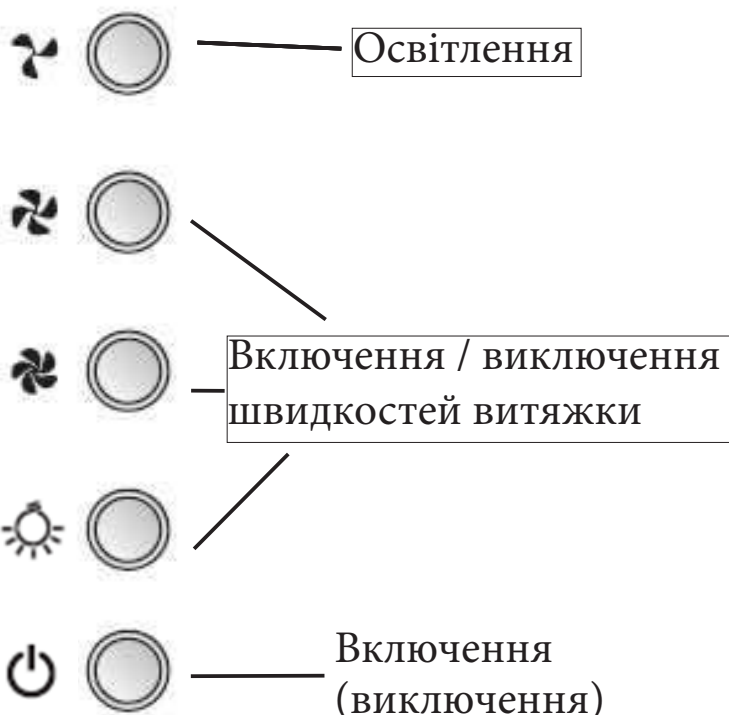 Освітлення
Включення / виключення
швидкостей витяжки
Включення
(виключення)